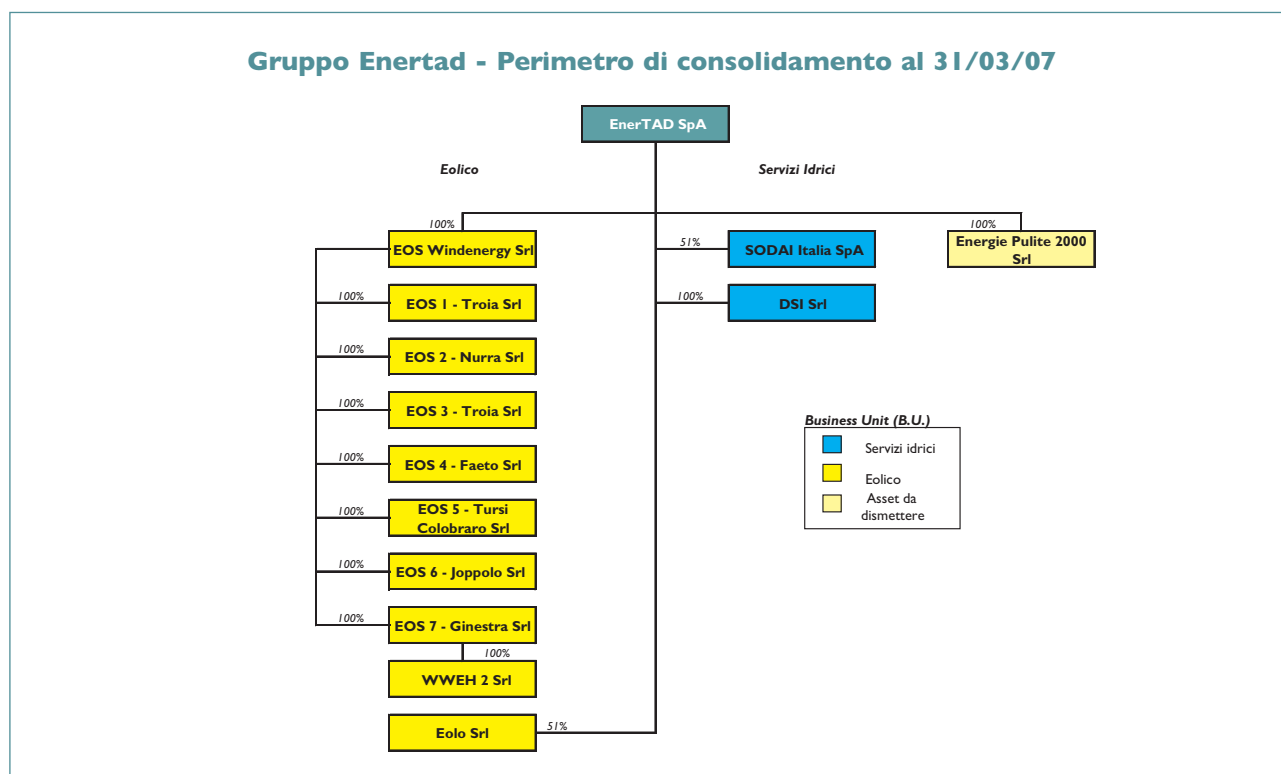 Gruppo Enertad - Perimetro di consolidamento al 31/03/07
EnerTAD SpA
Eolico
Servizi Idrici
100%
EOS Windenergy Srl
51%
SODAI Italia SpA
100%
Energie Pulite 2000
Srl
100%
EOS 1 - Troia Srl
100%
DSI Srl
100%
EOS 2 - Nurra Srl
100%
EOS 3 - Troia Srl
100%
EOS 4 - Faeto Srl
100%
EOS 5 - Tursi
Colobraro Srl
100%
EOS 6 - Joppolo Srl
100%
EOS 7 - Ginestra Srl
100%
WWEH 2 Srl
Eolo Srl
51%
Business Unit (B.U.)
Servizi idrici
Eolico
Asset da
dismettere